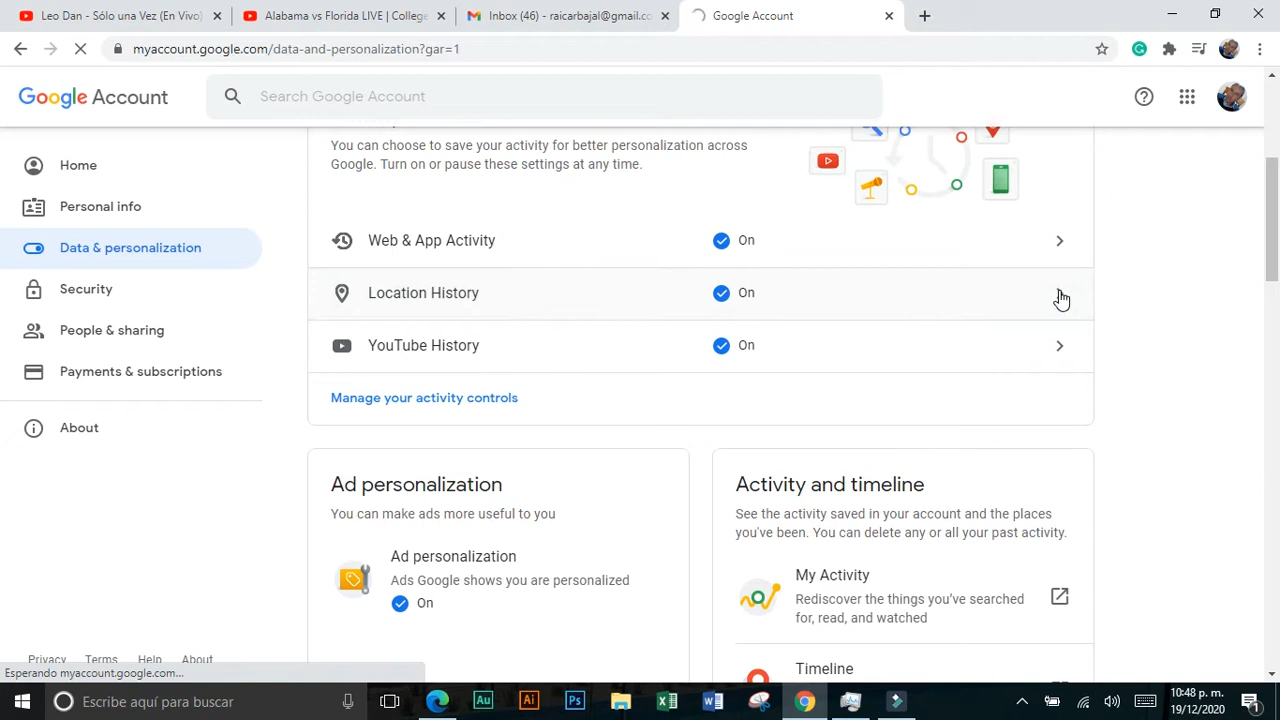 Leo Dan - Sólo una Vez (En Vivo)
Alabama vs Florida LIVE | College
Inbox (46) - raicarbajal@gmail.co
Google Account
myaccount.google.com/data-and-personalization?gar=1
Google Account
Search Google Account
Home
Personal info
Data & personalization
Security
People & sharing
Payments & subscriptions
About
You can choose to save your activity for better personalization across
Google. Turn on or pause these settings at any time.
Web & App Activity On
Location History On
YouTube History On
Manage your activity controls
Ad personalization
You can make ads more useful to you
Ad personalization
Ads Google shows you are personalized
On
Activity and timeline
See the activity saved in your account and the places
you've been. You can delete any or all your past activity.
My Activity
Rediscover the things you've searched
for, read, and watched
Timeline
Privacy Terms Help About
Esperando myaccount.google.com...
Escribe aquí para buscar
Au
Ai
Ps
10:48 p. m.
19/12/2020
1